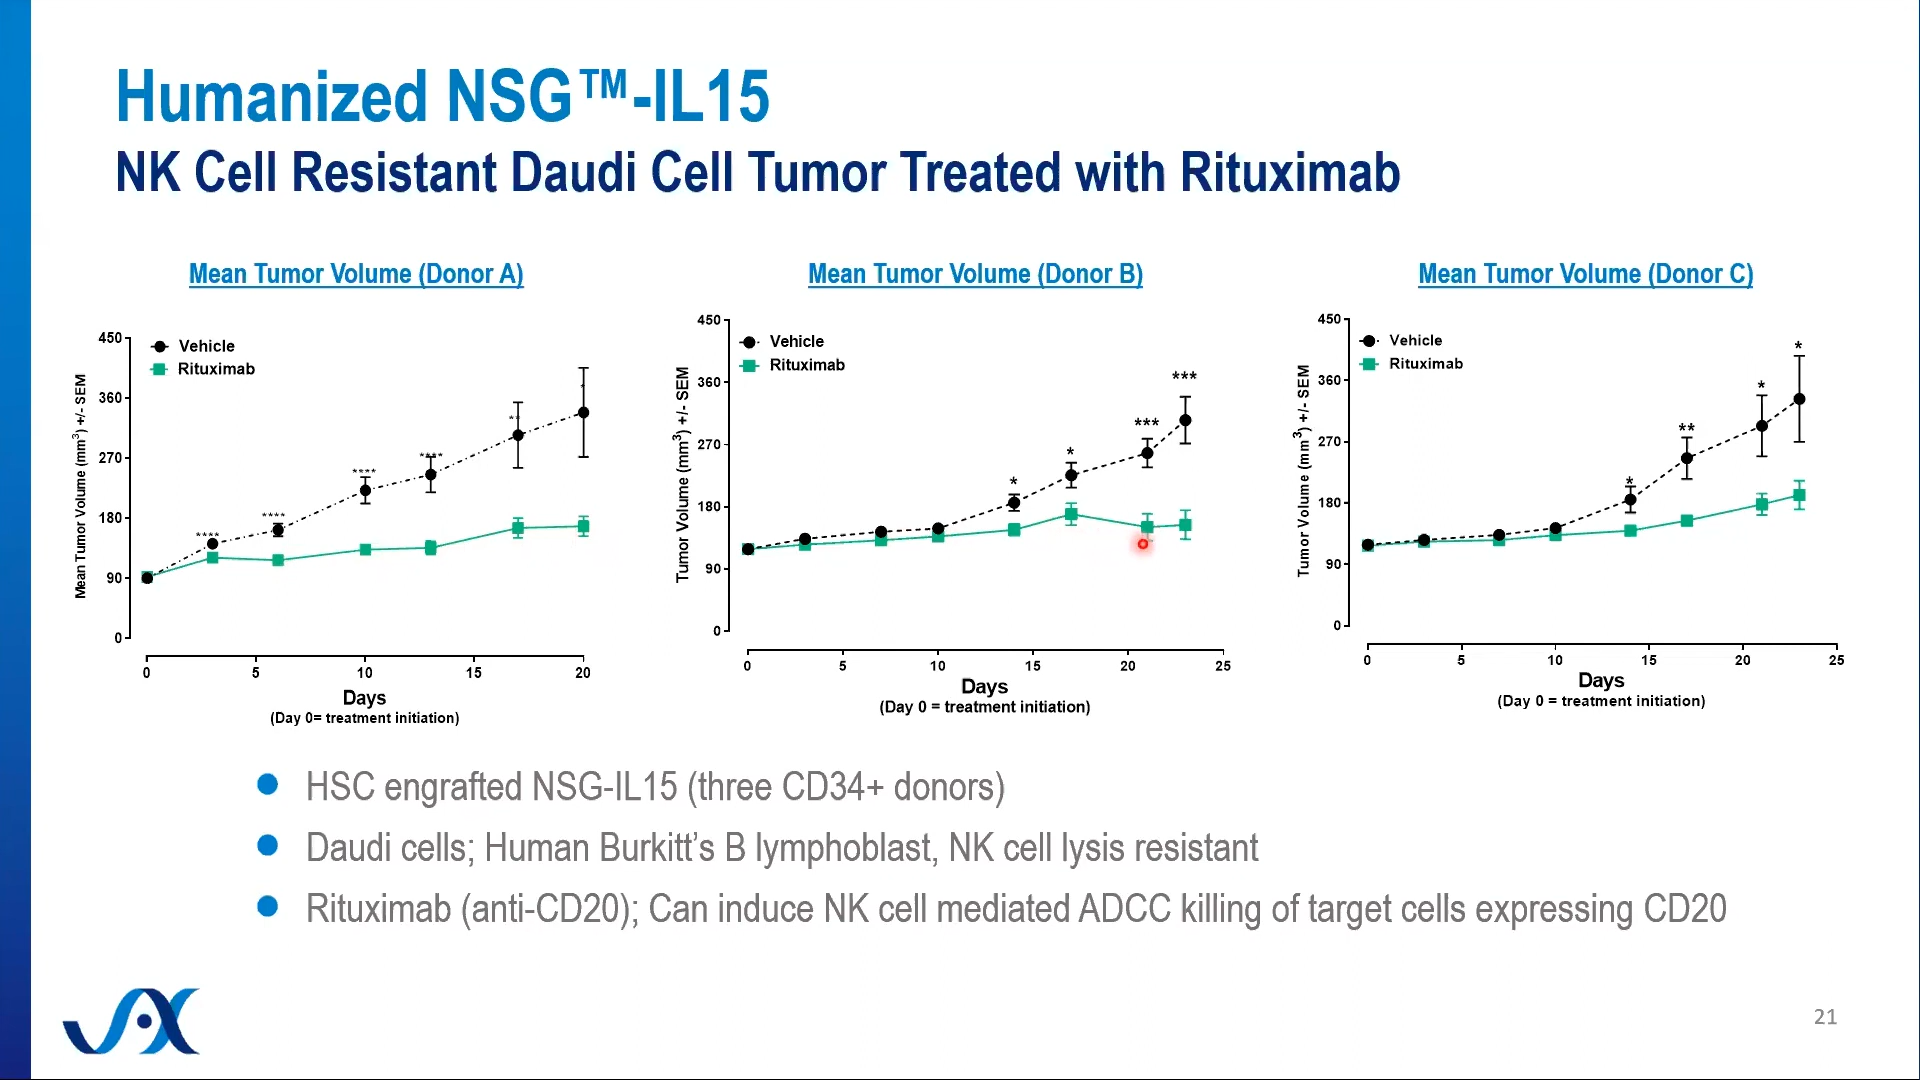 Humanized NSG™-IL15
NK Cell Resistant Daudi Cell Tumor Treated with Rituximab
Mean Tumor Volume (Donor A)
Mean Tumor Volume (mm3) +/- SEM
450
360
270
180
90
0
Vehicle
Rituximab
****
****
****
****
**
*
0 5 10 15 20
Days
(Day 0= treatment initiation)
Mean Tumor Volume (Donor B)
Tumor Volume (mm3) +/- SEM
450
360
270
180
90
0
Vehicle
Rituximab
*
*
***
***
0 5 10 15 20 25
Days
(Day 0 = treatment initiation)
Mean Tumor Volume (Donor C)
Tumor Volume (mm3) +/- SEM
450
360
270
180
90
0
Vehicle
Rituximab
*
**
*
*
0 5 10 15 20 25
Days
(Day 0 = treatment initiation)
HSC engrafted NSG-IL15 (three CD34+ donors)
Daudi cells; Human Burkitt’s B lymphoblast, NK cell lysis resistant
Rituximab (anti-CD20); Can induce NK cell mediated ADCC killing of target cells expressing CD20
JAX
21